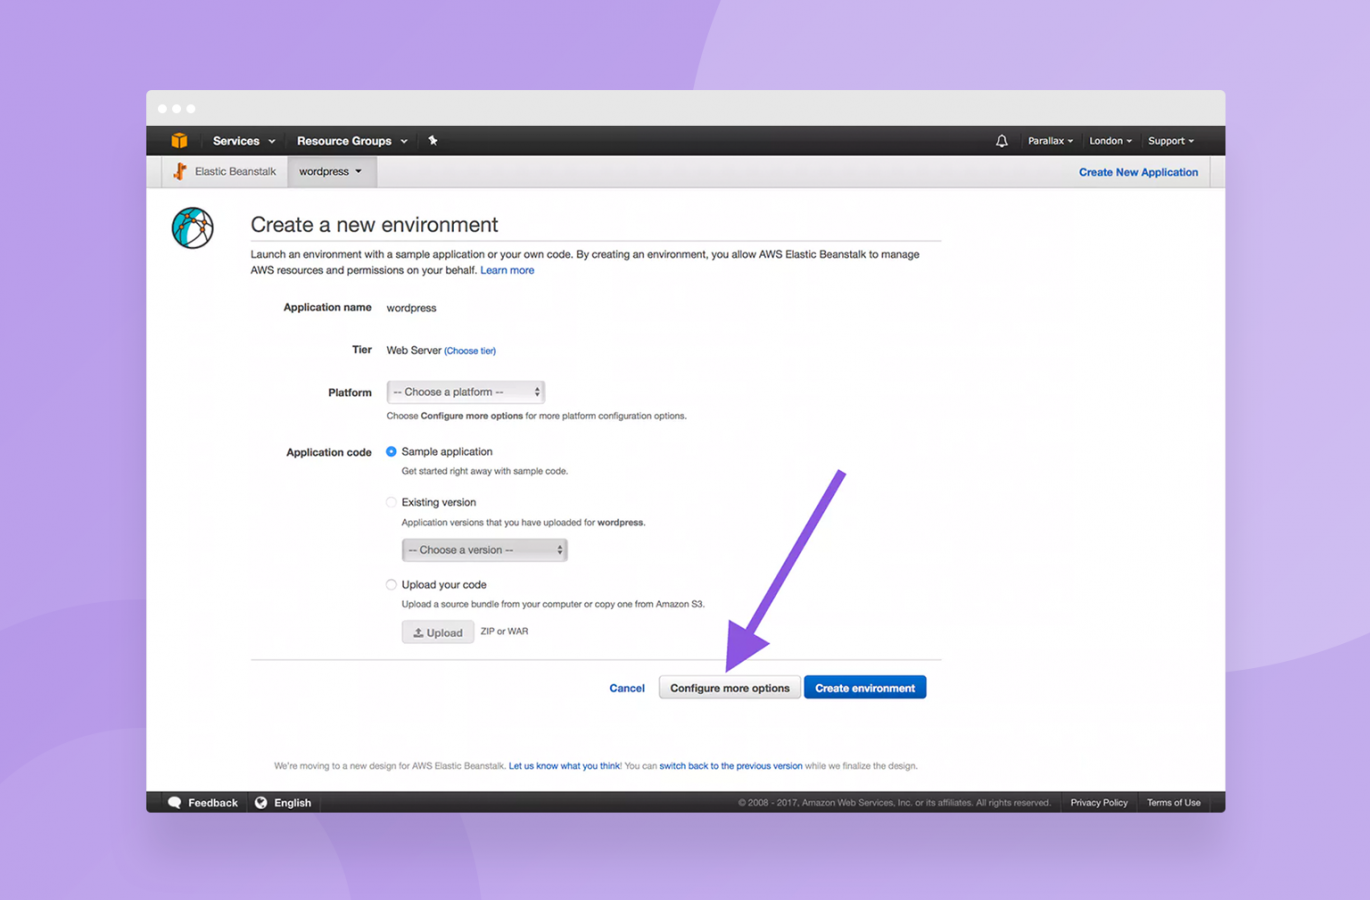 Services
Resource Groups
Parallax
London
Support
Elastic Beanstalk
wordpress
Create New Application
Create a new environment
Launch an environment with a sample application or your own code. By creating an environment, you allow AWS Elastic Beanstalk to manage
AWS resources and permissions on your behalf. Learn more
Application name wordpress
Tier Web Server (Choose tier)
Platform -- Choose a platform --
Choose Configure more options for more platform configuration options.
Application code Sample application
Get started right away with sample code.
Existing version
Application versions that you have uploaded for wordpress.
-- Choose a version --
Upload your code
Upload a source bundle from your computer or copy one from Amazon S3.
Upload ZIP or WAR
Cancel Configure more options Create environment
We're moving to a new design for AWS Elastic Beanstalk. Let us know what you think! You can switch back to the previous version while we finalize the design.
Feedback English © 2008 - 2017, Amazon Web Services, Inc. or its affiliates. All rights reserved. Privacy Policy Terms of Use